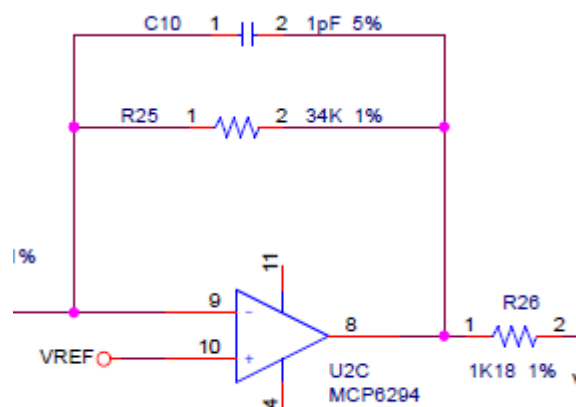 C10 1 2 1pF 5%
R25 1 2 34K 1%
1%
11
9 -
8
R26
1 2
VREF 10 +
U2C
1K18 1%
MCP6294
4